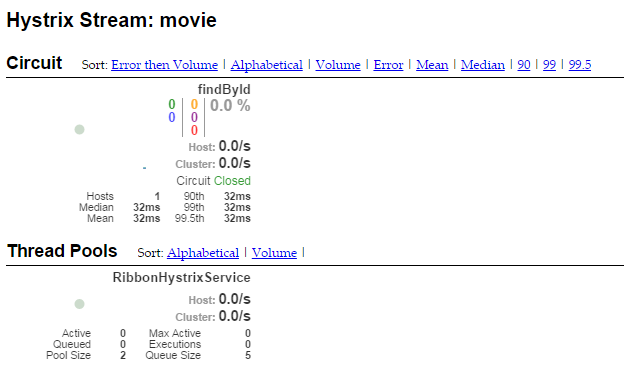 Hystrix Stream: movie
Circuit Sort: Error then Volume | Alphabetical | Volume | Error | Mean | Median | 90 | 99 | 99.5
findById
0 | 0 0.0 %
0 | 0
0
Host: 0.0/s
Cluster: 0.0/s
Circuit Closed
Hosts 1 90th 32ms
Median 32ms 99th 32ms
Mean 32ms 99.5th 32ms
Thread Pools Sort: Alphabetical | Volume |
RibbonHystrixService
Host: 0.0/s
Cluster: 0.0/s
Active 0 Max Active 0
Queued 0 Executions 0
Pool Size 2 Queue Size 5